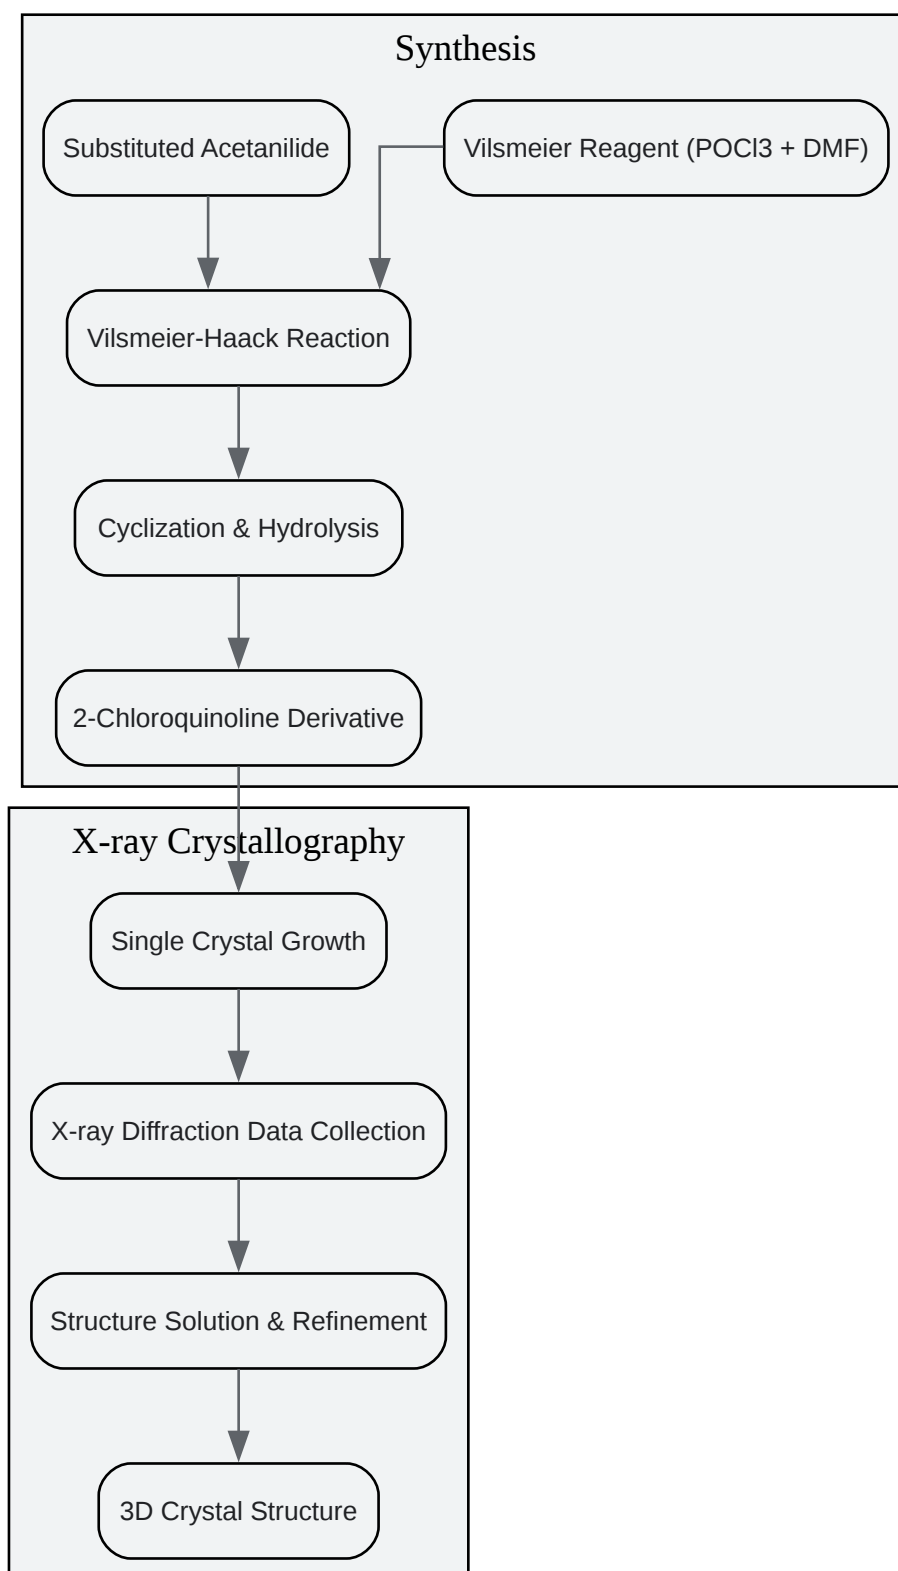 Synthesis
Substituted Acetanilide
Vilsmeier Reagent (POCl3 + DMF)
Vilsmeier-Haack Reaction
Cyclization & Hydrolysis
2-Chloroquinoline Derivative
X-ray Crystallography
Single Crystal Growth
X-ray Diffraction Data Collection
Structure Solution & Refinement
3D Crystal Structure